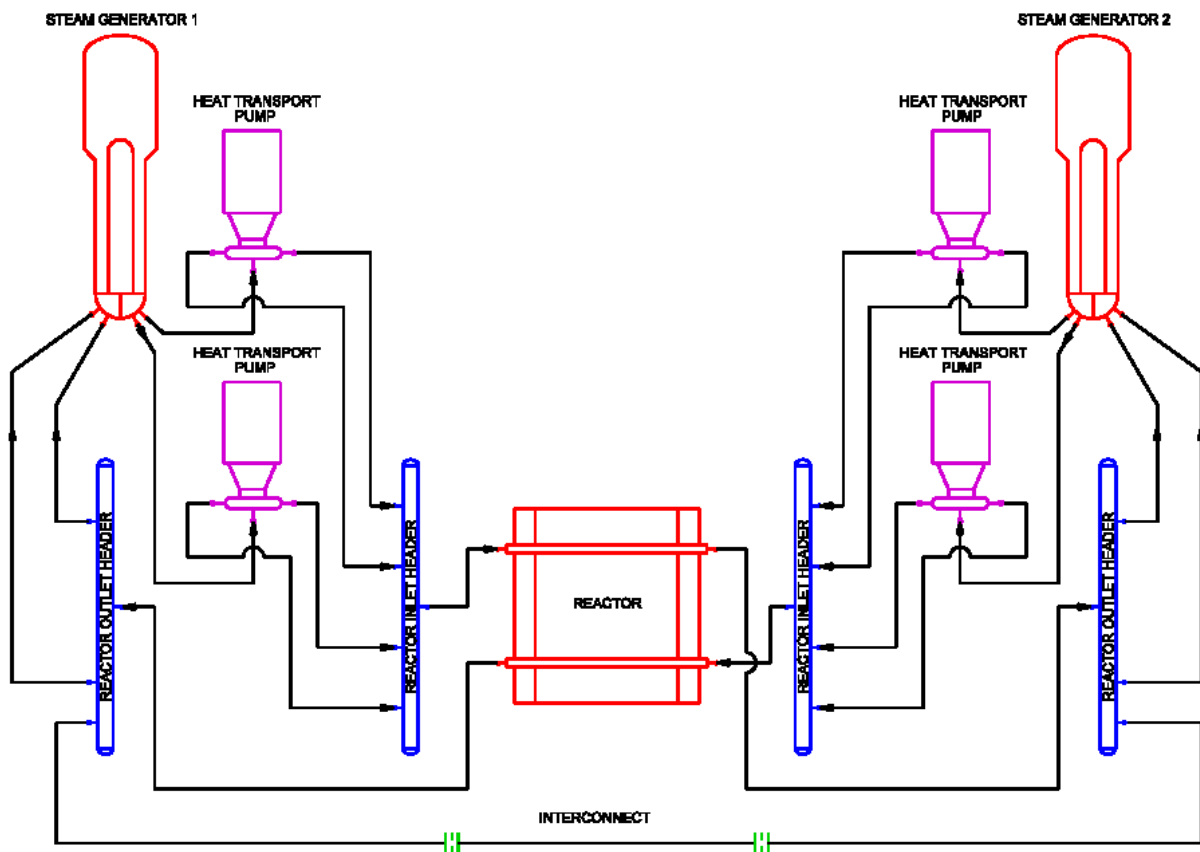 STEAM GENERATOR 1
STEAM GENERATOR 2
HEAT TRANSPORT
PUMP
HEAT TRANSPORT
PUMP
HEAT TRANSPORT
PUMP
HEAT TRANSPORT
PUMP
REACTOR OUTLET HEADER
REACTOR INLET HEADER
REACTOR
REACTOR INLET HEADER
REACTOR OUTLET HEADER
INTERCONNECT